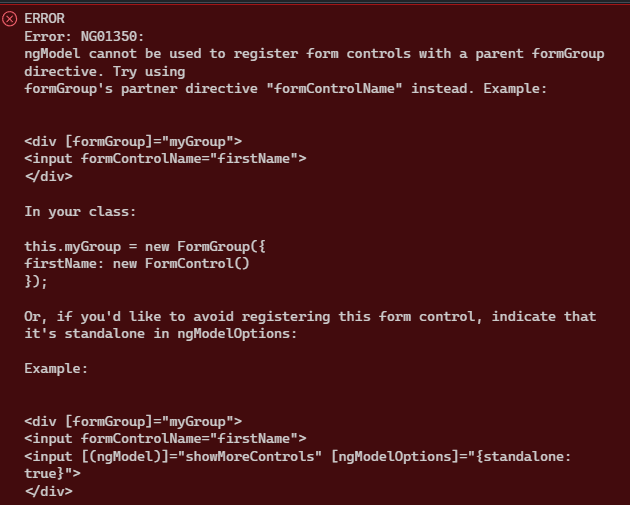 ERROR
Error: NG01350:
ngModel cannot be used to register form controls with a parent formGroup
directive. Try using
formGroup's partner directive "formControlName" instead. Example:
<div [formGroup]="myGroup">
<input formControlName="firstName">
</div>
In your class:
this.myGroup = new FormGroup({
firstName: new FormControl()
});
Or, if you'd like to avoid registering this form control, indicate that
it's standalone in ngModelOptions:
Example:
<div [formGroup]="myGroup">
<input formControlName="firstName">
<input [(ngModel)]="showMoreControls" [ngModelOptions]="{standalone:
true}">
</div>